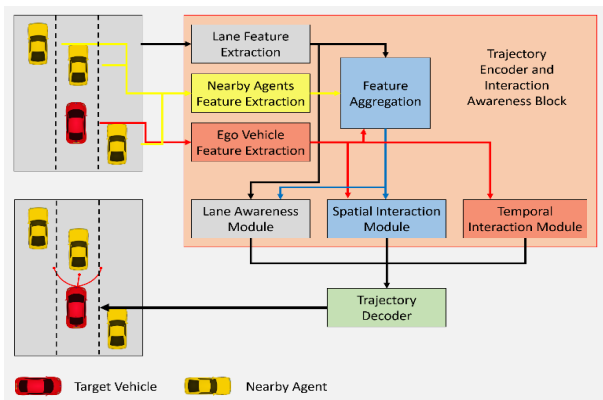 Lane Feature
Extraction
Nearby Agents
Feature Extraction
Ego Vehicle
Feature Extraction
Feature
Aggregation
Trajectory
Encoder and
Interaction
Awareness Block
Lane Awareness
Module
Spatial Interaction
Module
Temporal
Interaction Module
Trajectory
Decoder
Target Vehicle
Nearby Agent